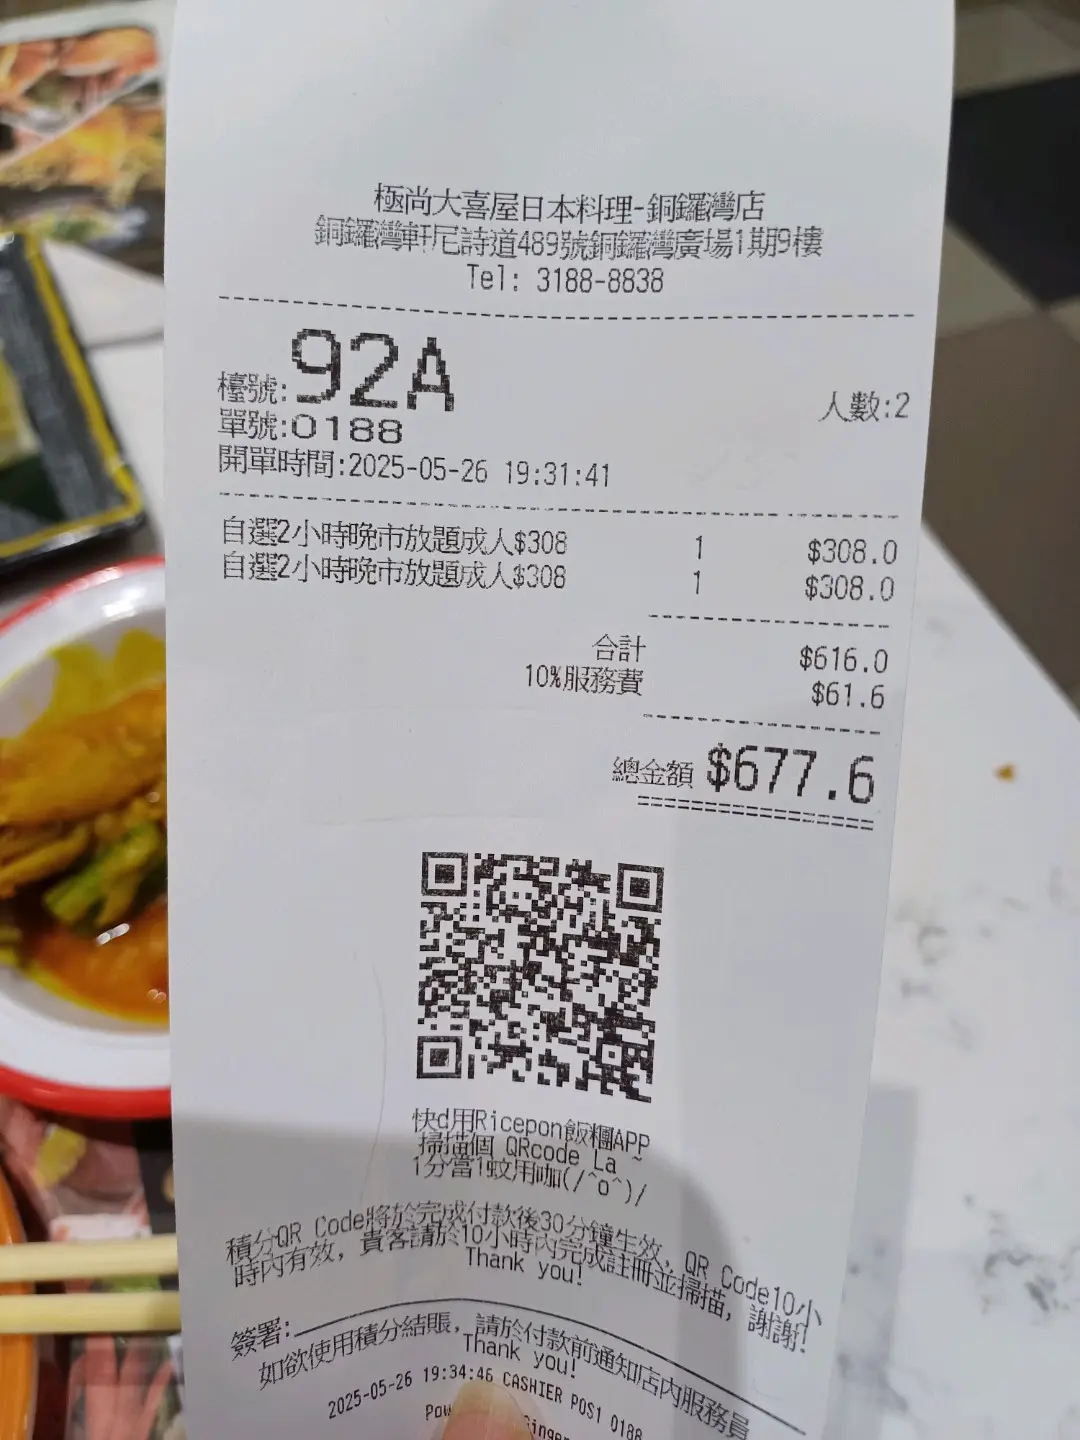 極尚大喜屋日本料理-銅鑼灣店
銅鑼灣軒尼詩道489號銅鑼灣廣場1期9樓
Tel: 3188-8838
檯號:92A 人數:2
單號:0188
開單時間:2025-05-26 19:31:41
自選2小時晚市放題成人$308 1 $308.0
自選2小時晚市放題成人$308 1 $308.0
合計 $616.0
10%服務費 $61.6
總金額 $677.6
快d用Ricepon飯糰APP
掃描個 QRcode La ~
1分當1蚊用咖(/^o^)/
積分QR Code將於完成付款後30分鐘生效, QR Code10小
時內有效, 貴客請於10小時內完成註冊並掃描, 謝謝!
Thank you!
簽署:
如欲使用積分結賬, 請於付款前通知店內服務員
Thank you!
2025-05-26 19:34:46 CASHIER POS1 0188